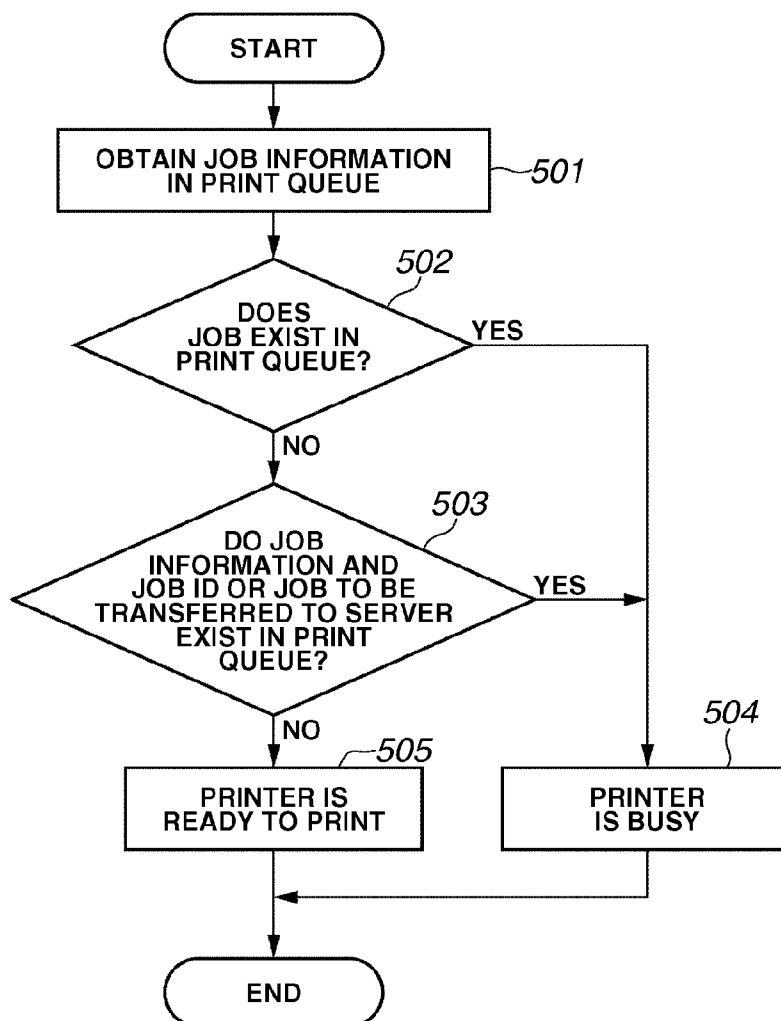 START
OBTAIN JOB INFORMATION
IN PRINT QUEUE
501
502
DOES
JOB EXIST IN
PRINT QUEUE?
YES
NO
503
DO JOB
INFORMATION AND
JOB ID OR JOB TO BE
TRANSFERRED TO SERVER
EXIST IN PRINT
QUEUE?
YES
NO
505
PRINTER IS
READY TO PRINT
504
PRINTER
IS BUSY
END